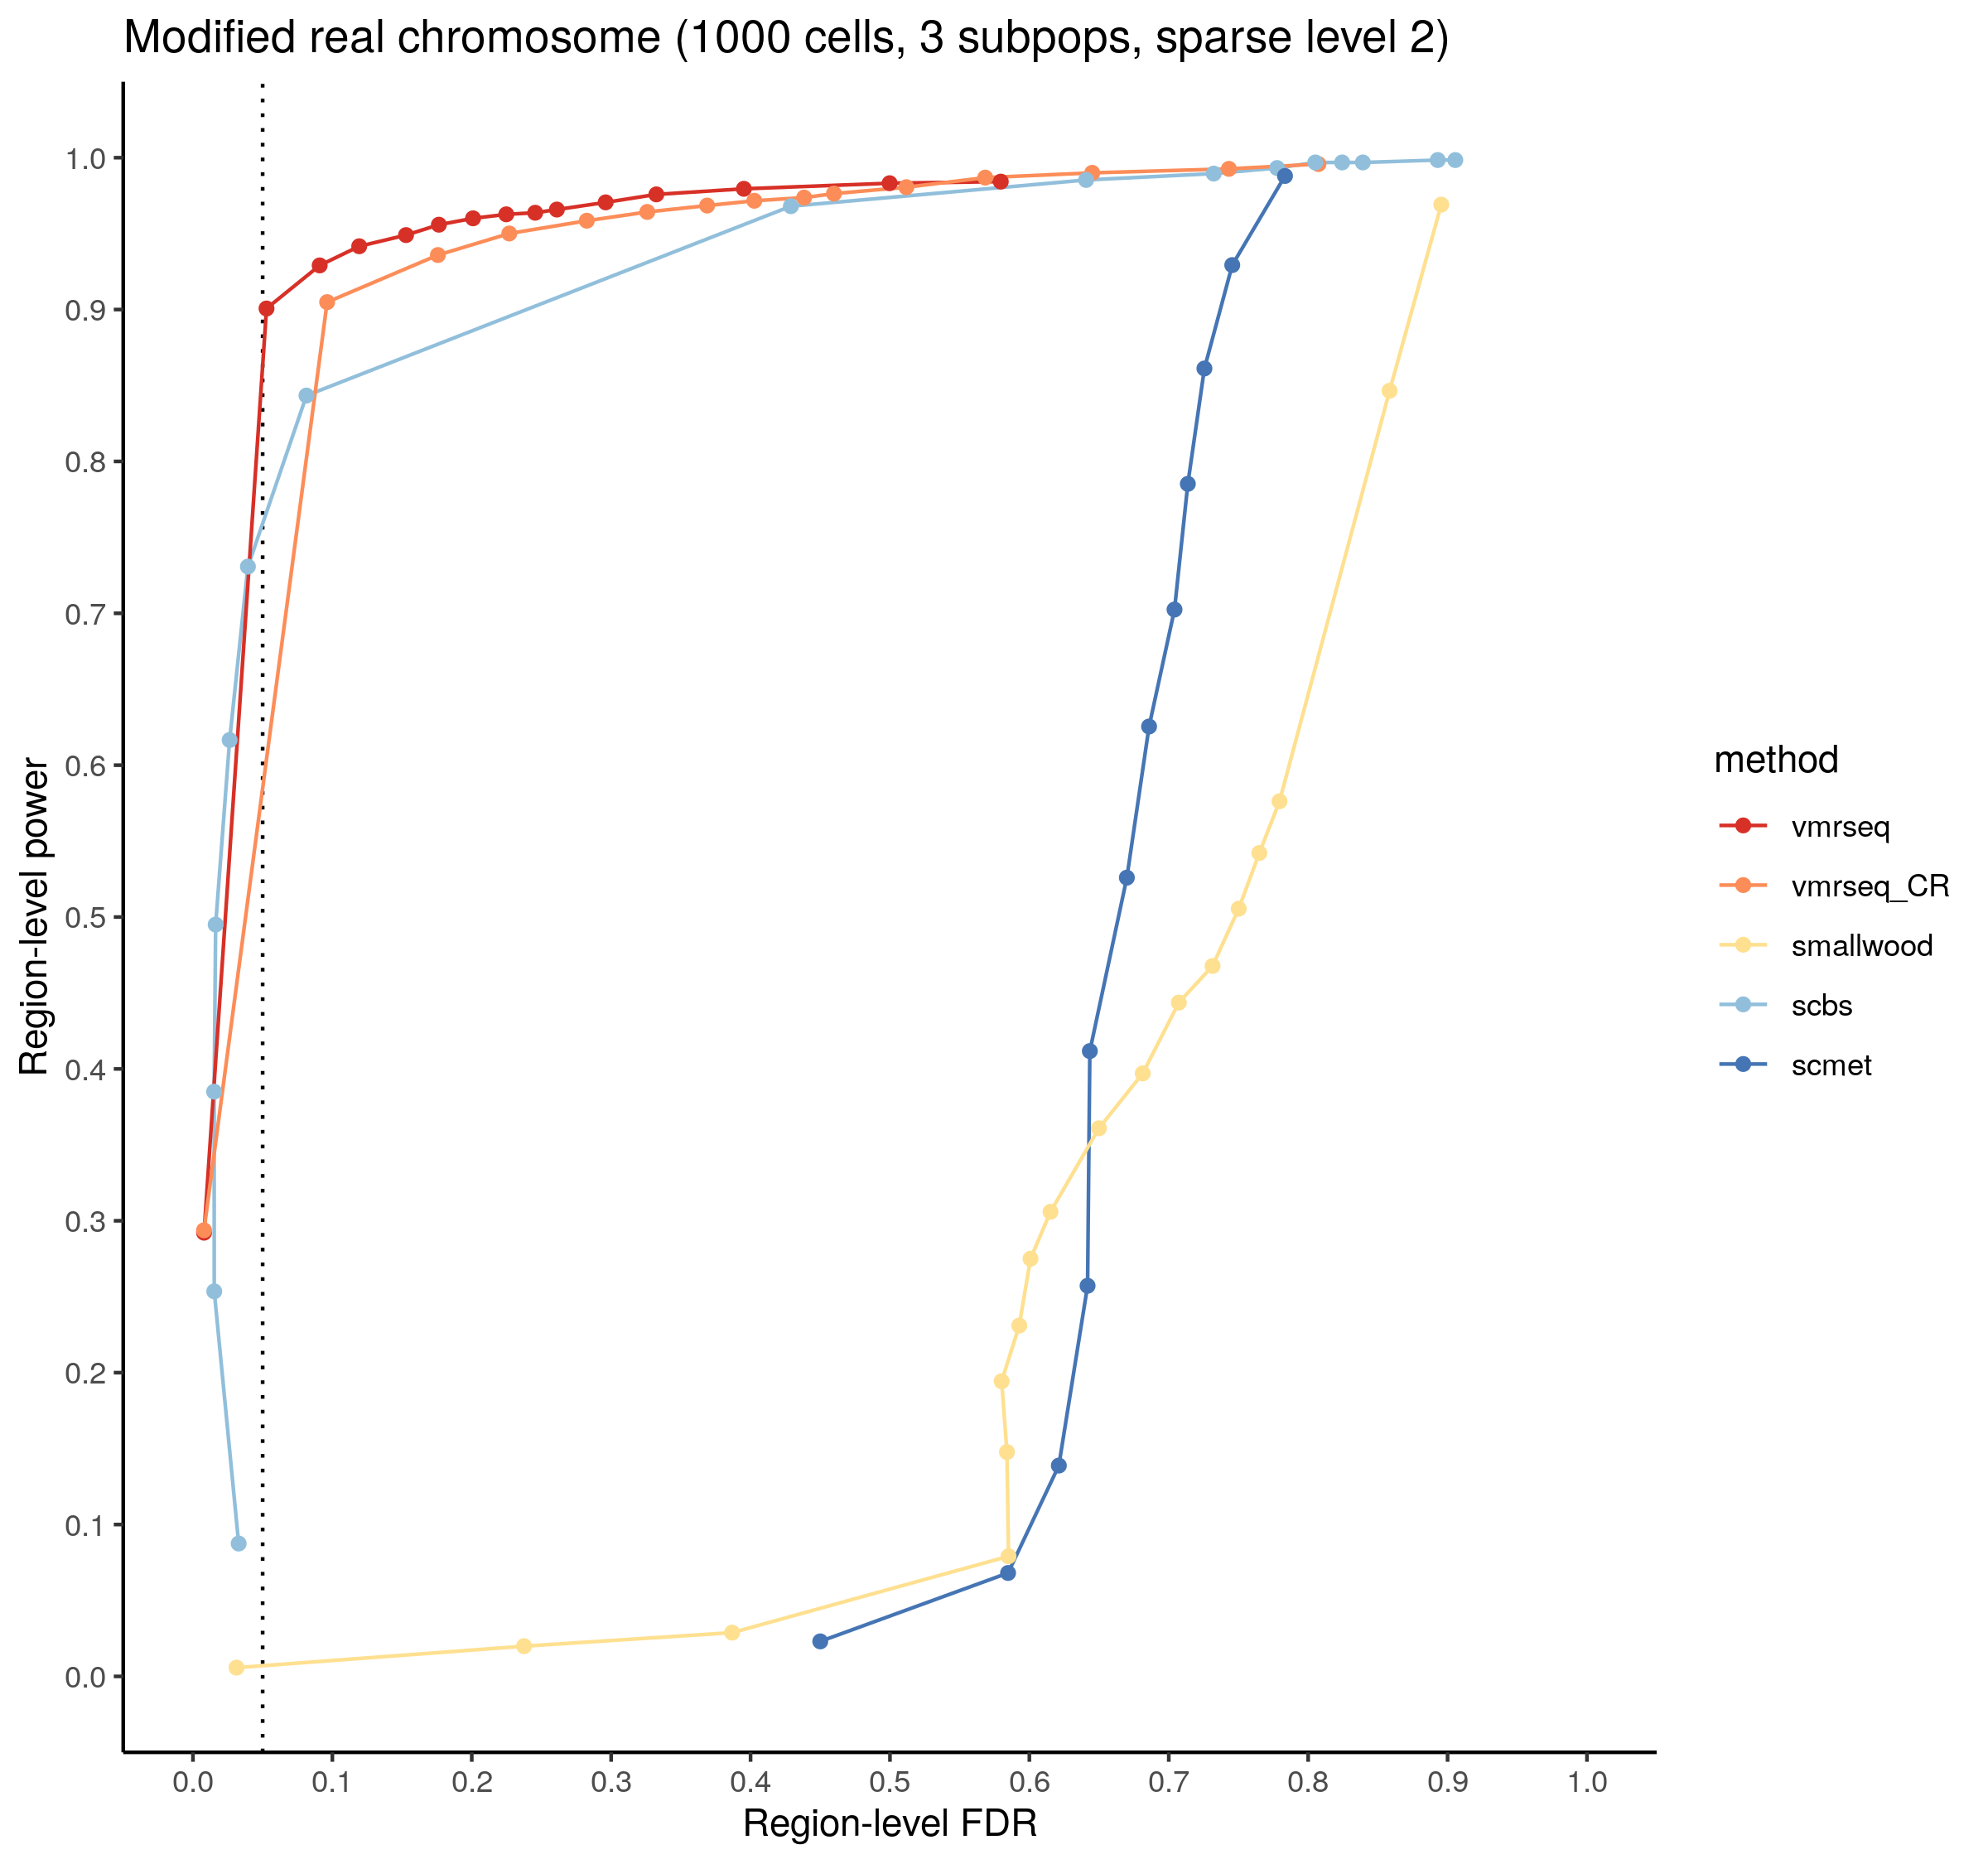 Modified real chromosome (1000 cells, 3 subpops, sparse level 2)
Region-level power
1.0
0.9
0.8
0.7
0.6
0.5
0.4
0.3
0.2
0.1
0.0
0.0 0.1 0.2 0.3 0.4 0.5 0.6 0.7 0.8 0.9 1.0
Region-level FDR
method
vmrseq
vmrseq_CR
smallwood
scbs
scmet